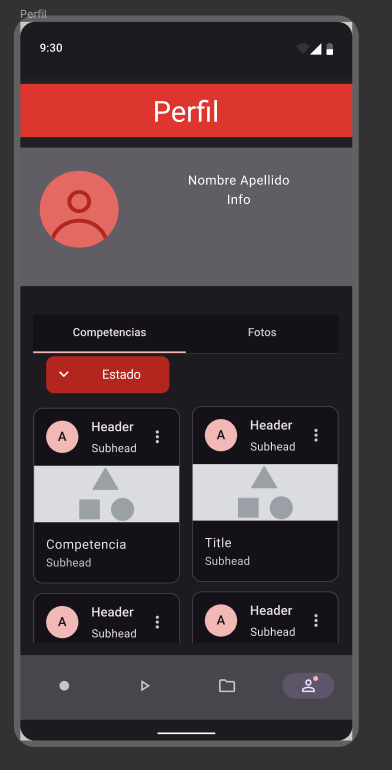 Perfil
9:30
Perfil
Nombre Apellido
Info
Competencias
Fotos
Estado
A
Header
Subhead
Competencia
Subhead
A
Header
Subhead
Title
Subhead
A
Header
Subhead
A
Header
Subhead